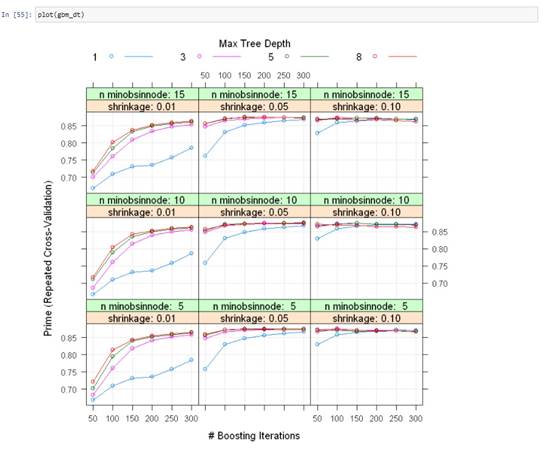 In [55]: plot(gbm_dt)
Max Tree Depth
1 3 5 8
50 100 150 200 250 300
n minobsinnode: 15 n minobsinnode: 15 n minobsinnode: 15
shrinkage: 0.01 shrinkage: 0.05 shrinkage: 0.10
0.85
0.80
0.75
0.70
n minobsinnode: 10 n minobsinnode: 10 n minobsinnode: 10
shrinkage: 0.01 shrinkage: 0.05 shrinkage: 0.10
0.85
0.80
0.75
0.70
n minobsinnode: 5 n minobsinnode: 5 n minobsinnode: 5
shrinkage: 0.01 shrinkage: 0.05 shrinkage: 0.10
0.85
0.80
0.75
0.70
50 100 150 200 250 300 50 100 150 200 250 300
Prime (Repeated Cross-Validation)
# Boosting Iterations